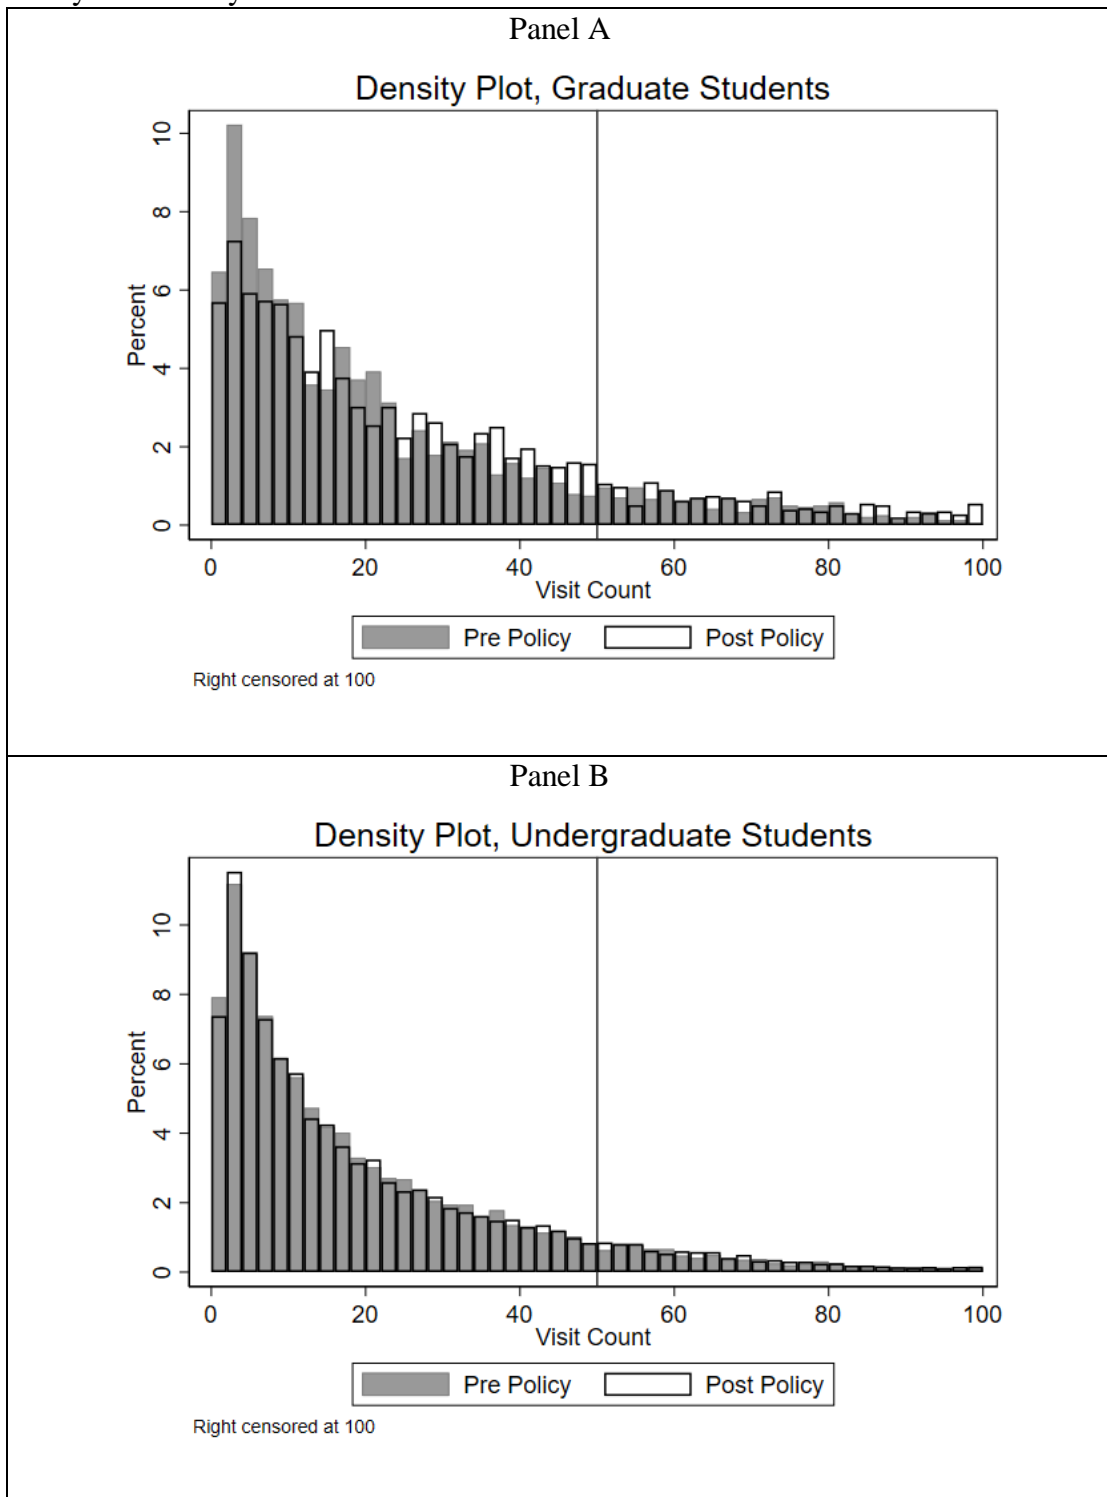 Panel A
Density Plot, Graduate Students
10
8
6
4
2
0
Percent
0 20 40 60 80 100
Visit Count
Pre Policy Post Policy
Right censored at 100
Panel B
Density Plot, Undergraduate Students
10
8
6
4
2
0
Percent
0 20 40 60 80 100
Visit Count
Pre Policy Post Policy
Right censored at 100